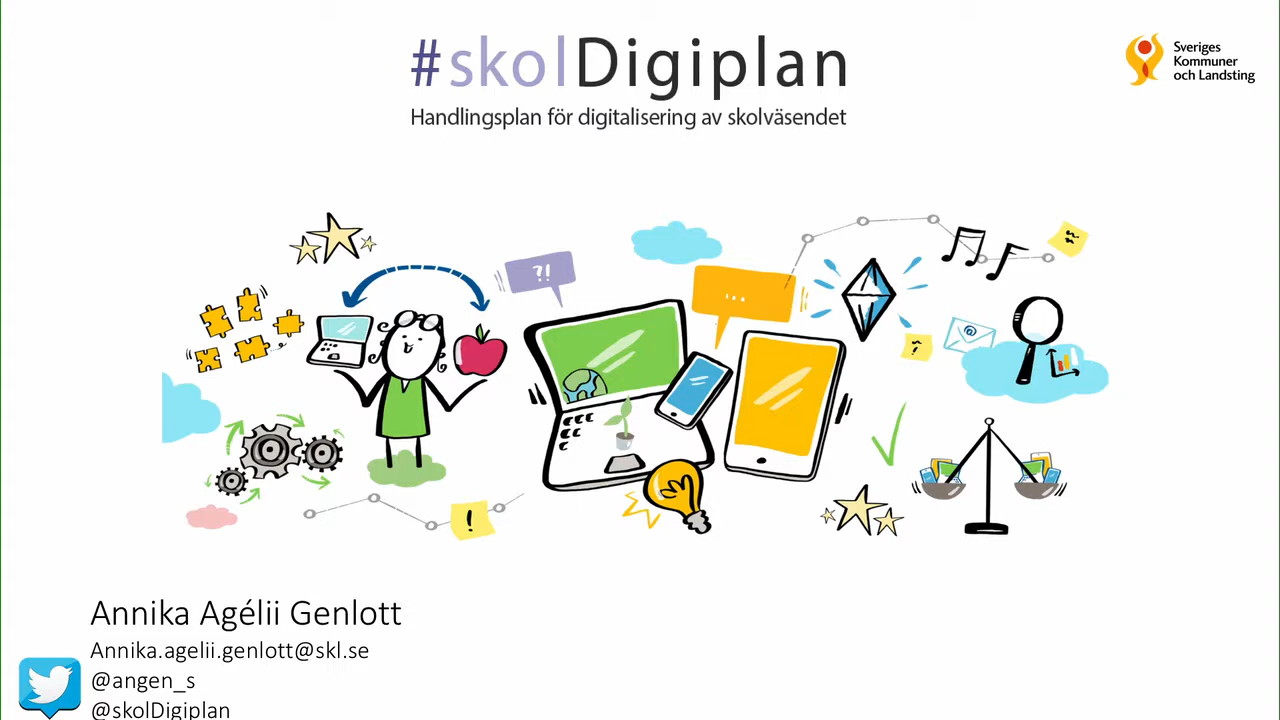 #skolDigiplan
Handlingsplan för digitalisering av skolväsendet
Sveriges
Kommuner
och Landsting
?!
...
@
!
Annika Agélii Genlott
Annika.agelii.genlott@skl.se
@angen_s
@skolDigiplan